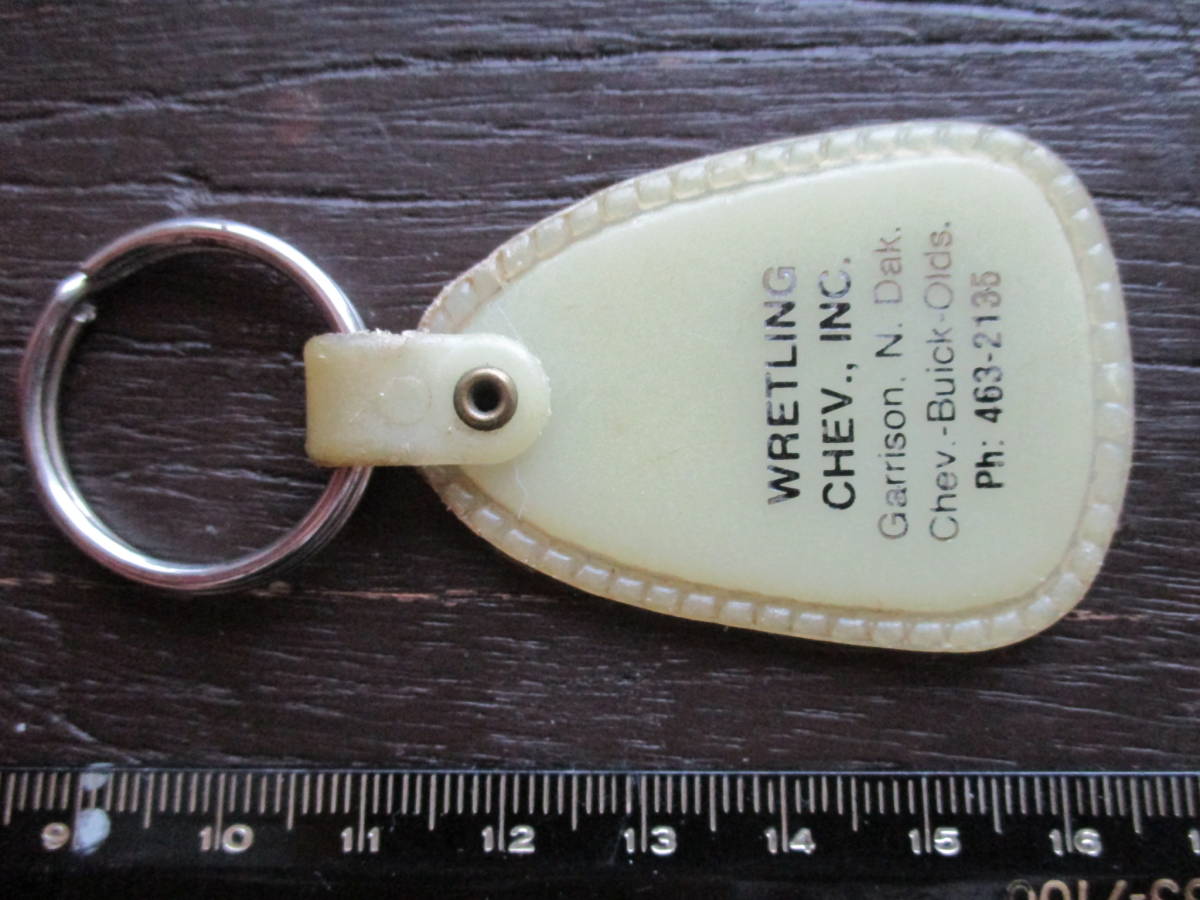 WRETLING
CHEV., INC.
Garrison, N. Dak.
Chev.-Buick-Olds.
Ph: 463-2135
9 10 11 12 13 14 15 16